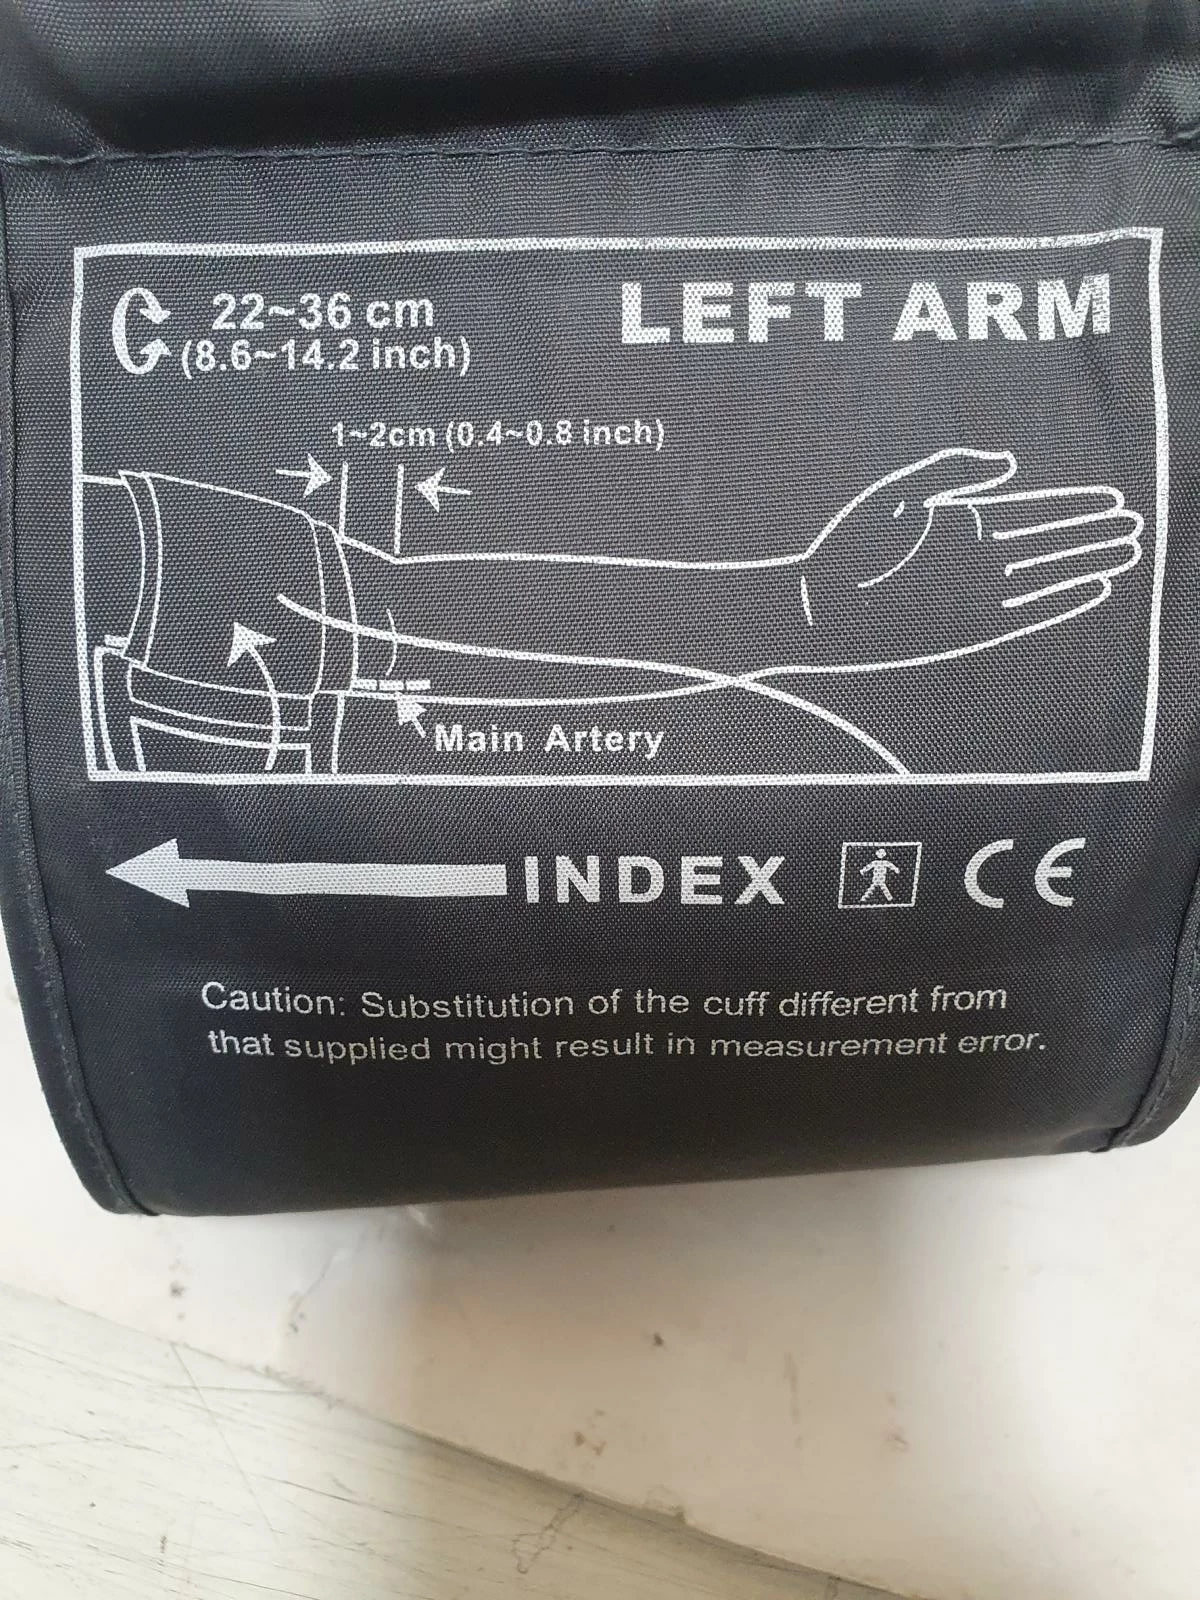 22~36 cm
(8.6~14.2 inch)
LEFT ARM
1~2cm (0.4~0.8 inch)
Main Artery
INDEX CE
Caution: Substitution of the cuff different from
that supplied might result in measurement error.